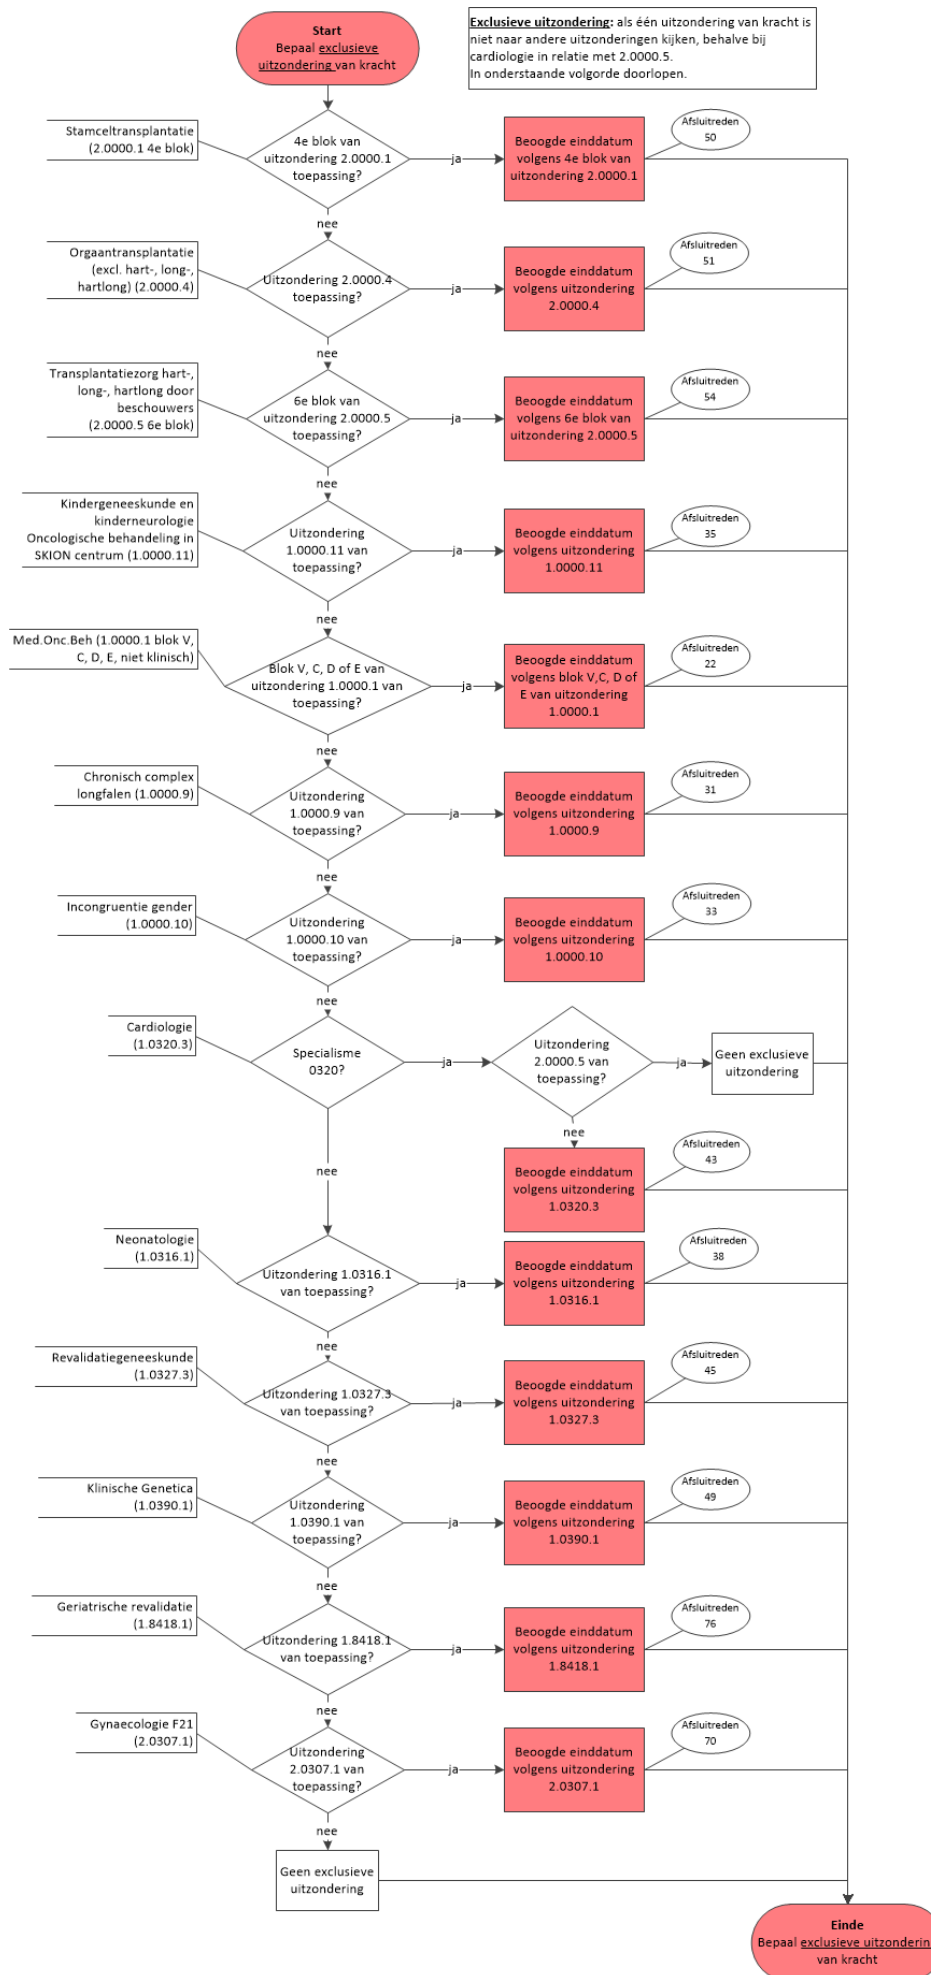 Start
Bepaal exclusieve
uitzondering van kracht
Exclusieve uitzondering: als één uitzondering van kracht is
niet naar andere uitzonderingen kijken, behalve bij
cardiologie in relatie met 2.0000.5.
In onderstaande volgorde doorlopen.
Stamceltransplantatie
(2.0000.1 4e blok)
4e blok van
uitzondering 2.0000.1
toepassing?
ja
Beoogde einddatum
volgens 4e blok van
uitzondering 2.0000.1
Afsluitreden
50
nee
Orgaantransplantatie
(excl. hart-, long-,
hartlong) (2.0000.4)
Uitzondering 2.0000.4
toepassing?
ja
Beoogde einddatum
volgens uitzondering
2.0000.4
Afsluitreden
51
nee
Transplantatiezorg hart-,
long-, hartlong door
beschouwers
(2.0000.5 6e blok)
6e blok van
uitzondering 2.0000.5
toepassing?
ja
Beoogde einddatum
volgens 6e blok van
uitzondering 2.0000.5
Afsluitreden
54
nee
Kindergeneeskunde en
kinderneurologie
Oncologische behandeling in
SKION centrum (1.0000.11)
Uitzondering
1.0000.11 van
toepassing?
ja
Beoogde einddatum
volgens uitzondering
1.0000.11
Afsluitreden
35
nee
Med.Onc.Beh (1.0000.1 blok V,
C, D, E, niet klinisch)
Blok V, C, D of E van
uitzondering 1.0000.1 van
toepassing?
ja
Beoogde einddatum
volgens blok V,C, D of
E van uitzondering
1.0000.1
Afsluitreden
22
nee
Chronisch complex
longfalen (1.0000.9)
Uitzondering
1.0000.9 van
toepassing?
ja
Beoogde einddatum
volgens uitzondering
1.0000.9
Afsluitreden
31
nee
Incongruentie gender
(1.0000.10)
Uitzondering
1.0000.10 van
toepassing?
ja
Beoogde einddatum
volgens uitzondering
1.0000.10
Afsluitreden
33
nee
Cardiologie
(1.0320.3)
Specialisme
0320?
ja
Uitzondering
2.0000.5 van
toepassing?
ja
Geen exclusieve
uitzondering
nee
nee
Beoogde einddatum
volgens uitzondering
1.0320.3
Afsluitreden
43
Neonatologie
(1.0316.1)
Uitzondering 1.0316.1
van toepassing?
ja
Beoogde einddatum
volgens uitzondering
1.0316.1
Afsluitreden
38
nee
Revalidatiegeneeskunde
(1.0327.3)
Uitzondering 1.0327.3
van toepassing?
ja
Beoogde einddatum
volgens uitzondering
1.0327.3
Afsluitreden
45
nee
Klinische Genetica
(1.0390.1)
Uitzondering
1.0390.1 van
toepassing?
ja
Beoogde einddatum
volgens uitzondering
1.0390.1
Afsluitreden
49
nee
Geriatrische revalidatie
(1.8418.1)
Uitzondering 1.8418.1
van toepassing?
ja
Beoogde einddatum
volgens uitzondering
1.8418.1
Afsluitreden
76
nee
Gynaecologie F21
(2.0307.1)
Uitzondering
2.0307.1 van
toepassing?
ja
Beoogde einddatum
volgens uitzondering
2.0307.1
Afsluitreden
70
nee
Geen exclusieve
uitzondering
Einde
Bepaal exclusieve uitzonderin
van kracht